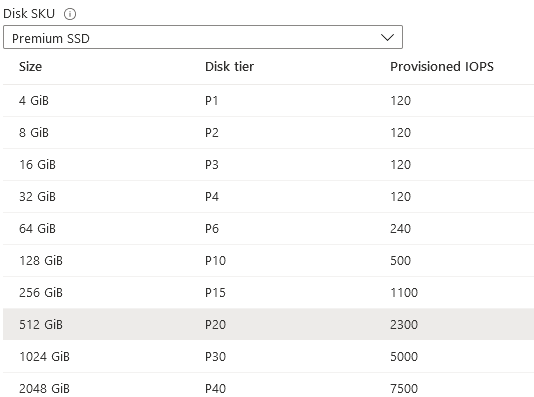 Disk SKU
Premium SSD
Size Disk tier Provisioned IOPS
4 GiB P1 120
8 GiB P2 120
16 GiB P3 120
32 GiB P4 120
64 GiB P6 240
128 GiB P10 500
256 GiB P15 1100
512 GiB P20 2300
1024 GiB P30 5000
2048 GiB P40 7500